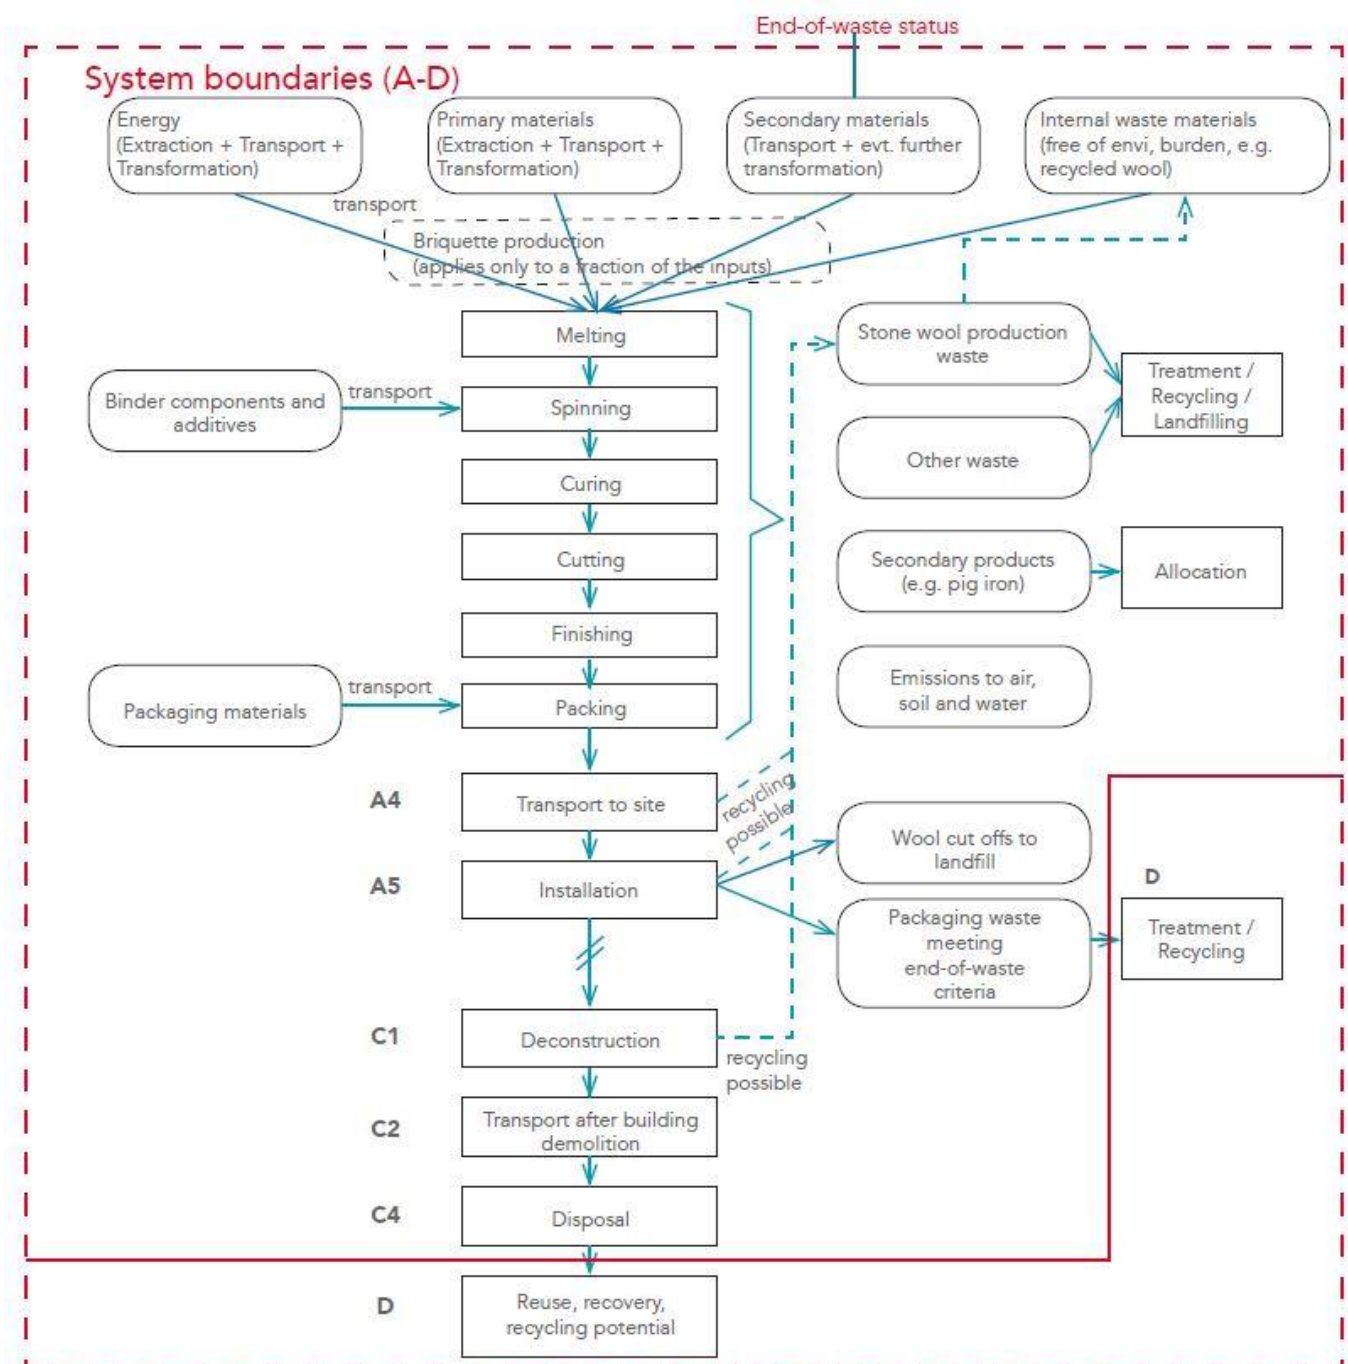 End-of-waste status
System boundaries (A-D)
Energy
(Extraction + Transport +
Transformation)
Primary materials
(Extraction + Transport +
Transformation)
Secondary materials
(Transport + evt. further
transformation)
Internal waste materials
(free of envi, burden, e.g.
recycled wool)
transport
Briquette production
(applies only to a fraction of the inputs)
Melting
Stone wool production
waste
Treatment /
Recycling /
Landfilling
Binder components and
additives
transport
Spinning
Other waste
Curing
Cutting
Secondary products
(e.g. pig iron)
Allocation
Finishing
Emissions to air,
soil and water
Packaging materials
transport
Packing
A4
Transport to site
recycling
possible
Wool cut offs to
landfill
A5
Installation
Packaging waste
meeting
end-of-waste
criteria
D
Treatment /
Recycling
C1
Deconstruction
recycling
possible
C2
Transport after building
demolition
C4
Disposal
D
Reuse, recovery,
recycling potential